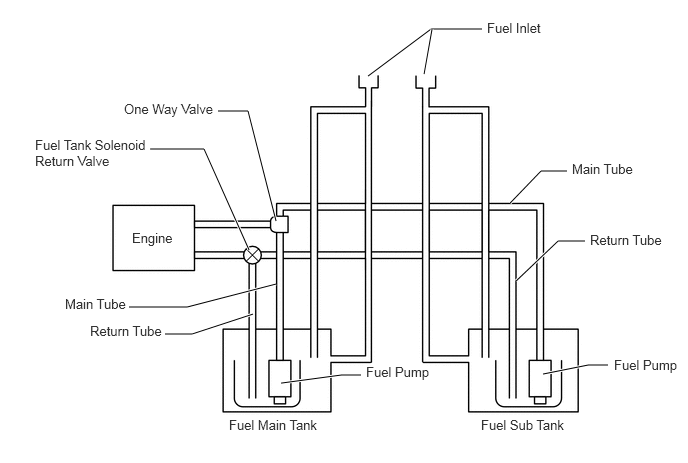 Fuel Inlet
One Way Valve
Fuel Tank Solenoid
Return Valve
Main Tube
Engine
Return Tube
Main Tube
Return Tube
Fuel Pump
Fuel Pump
Fuel Main Tank
Fuel Sub Tank